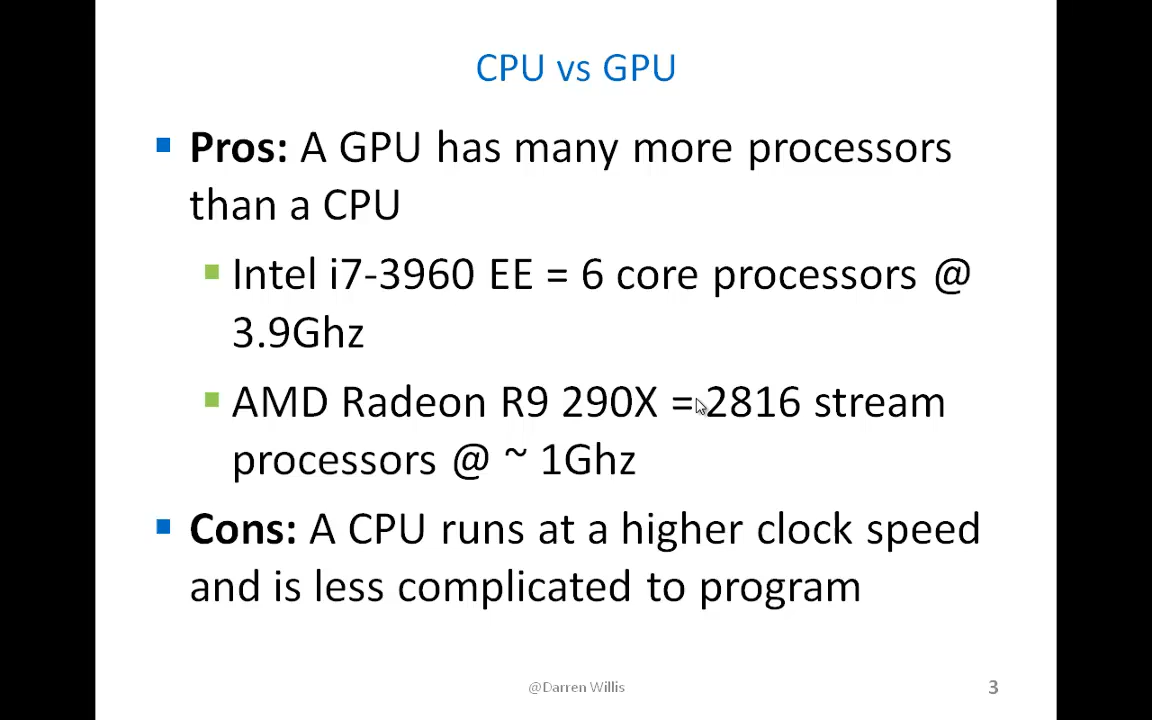 CPU vs GPU
Pros: A GPU has many more processors
than a CPU
Intel i7-3960 EE = 6 core processors @
3.9Ghz
AMD Radeon R9 290X = 2816 stream
processors @ ~ 1Ghz
Cons: A CPU runs at a higher clock speed
and is less complicated to program
@Darren Willis
3